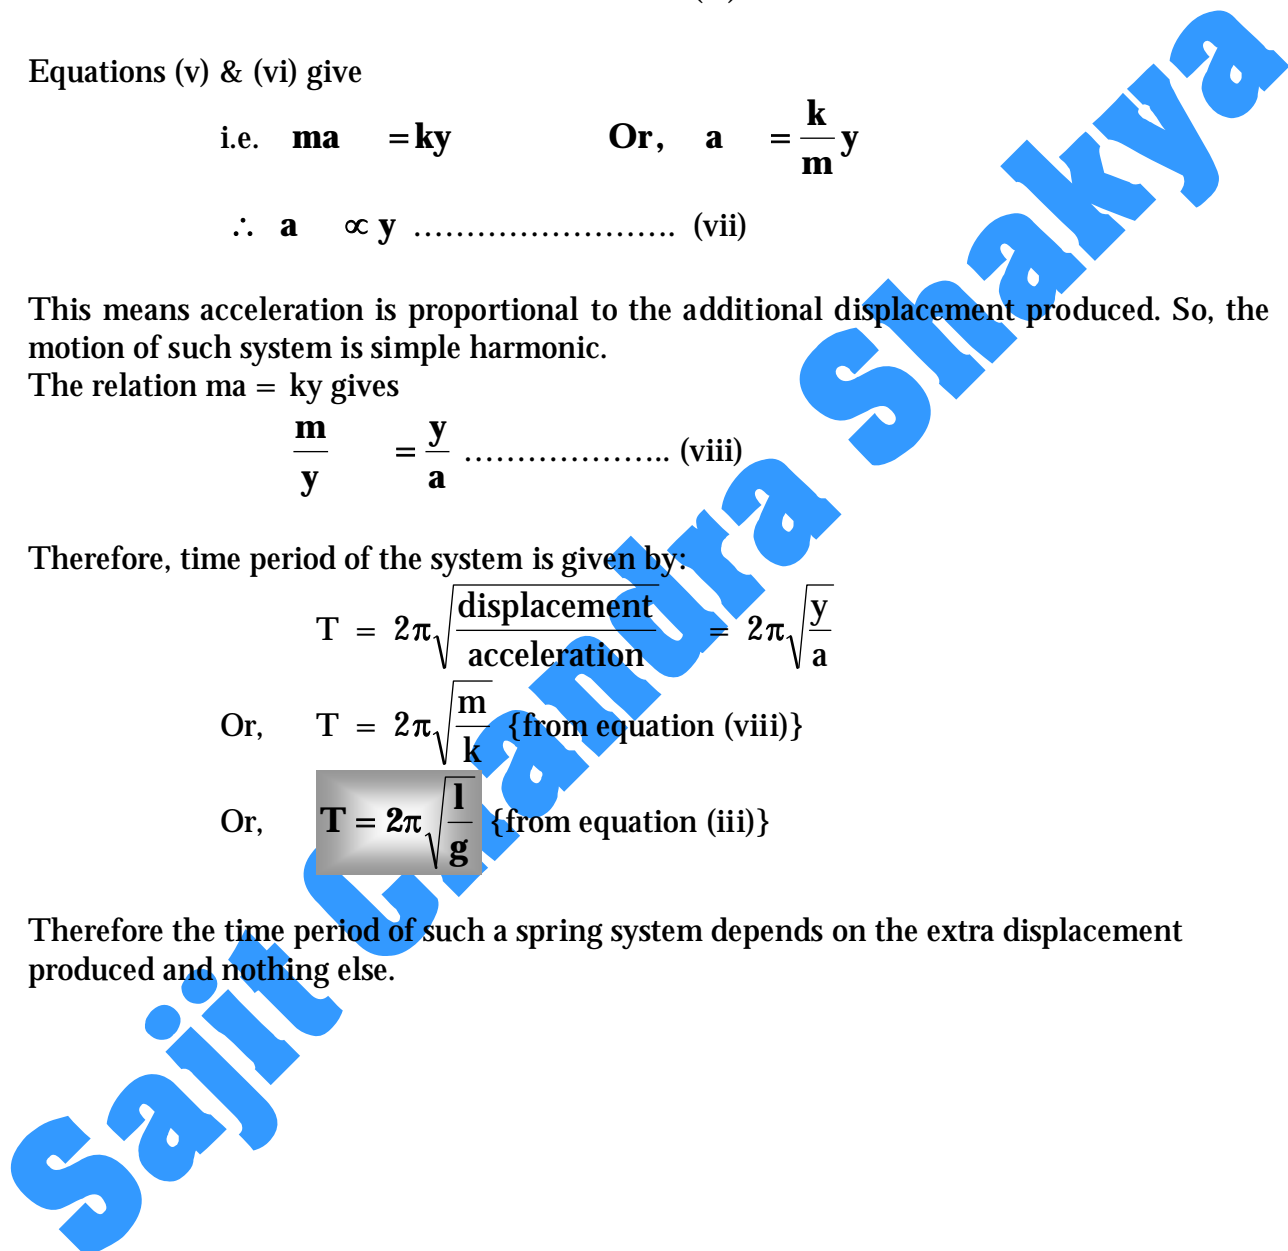 Equations (v) & (vi) give
i.e. ma = ky Or, a = k/m y
∴ a ∝ y ……………………. (vii)
This means acceleration is proportional to the additional displacement produced. So, the
motion of such system is simple harmonic.
The relation ma = ky gives
m/y = y/a ……………….. (viii)
Therefore, time period of the system is given by:
T = 2π√(displacement/acceleration) = 2π√(y/a)
Or, T = 2π√(m/k) {from equation (viii)}
Or, T = 2π√(l/g) {from equation (iii)}
Therefore the time period of such a spring system depends on the extra displacement
produced and nothing else.
Sajit Chandra Shakya